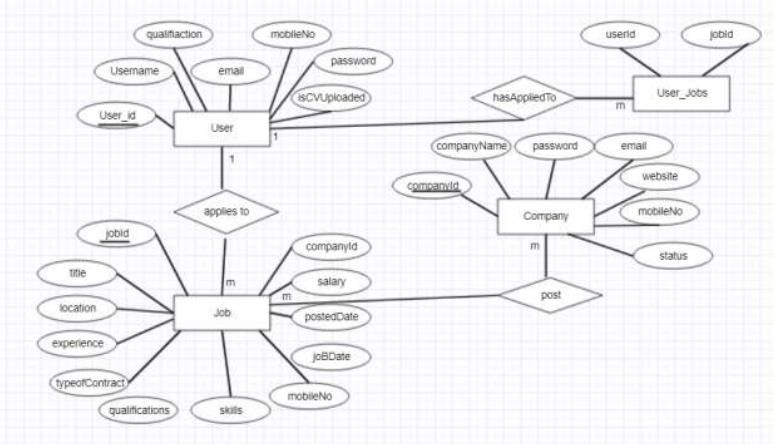 qualifiaction
mobileNo
userId
jobId
Username
email
password
isCVUploaded
hasAppliedTo
User_Jobs
m
User_id
User
1
1
companyName
password
email
website
companyId
mobileNo
Company
status
m
applies to
jobId
companyId
title
m
salary
m
post
location
Job
postedDate
experience
joBDate
typeofContract
mobileNo
qualifications
skills